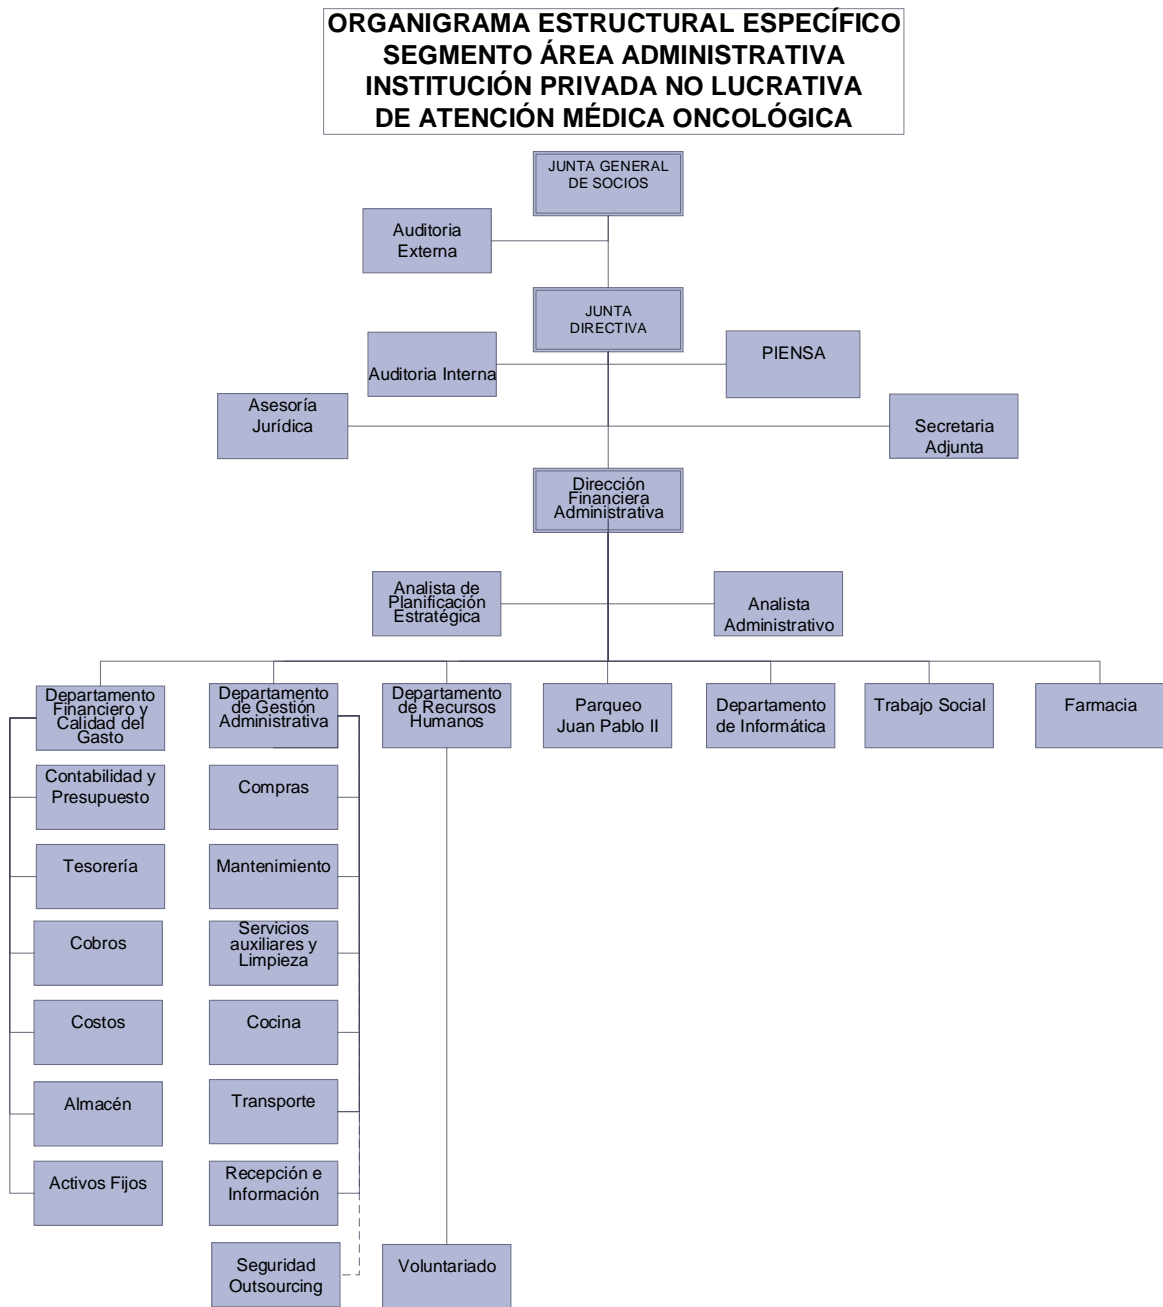 ORGANIGRAMA ESTRUCTURAL ESPECÍFICO
SEGMENTO ÁREA ADMINISTRATIVA
INSTITUCIÓN PRIVADA NO LUCRATIVA
DE ATENCIÓN MÉDICA ONCOLÓGICA
JUNTA GENERAL
DE SOCIOS
Auditoria
Externa
JUNTA
DIRECTIVA
Auditoria Interna
PIENSA
Asesoría
Jurídica
Secretaria
Adjunta
Dirección
Financiera
Administrativa
Analista de
Planificación
Estratégica
Analista
Administrativo
Departamento
Financiero y
Calidad del
Gasto
Departamento
de Gestión
Administrativa
Departamento
de Recursos
Humanos
Parqueo
Juan Pablo II
Departamento
de Informática
Trabajo Social
Farmacia
Contabilidad y
Presupuesto
Compras
Tesorería
Mantenimiento
Cobros
Servicios
auxiliares y
Limpieza
Costos
Cocina
Almacén
Transporte
Activos Fijos
Recepción e
Información
Seguridad
Outsourcing
Voluntariado